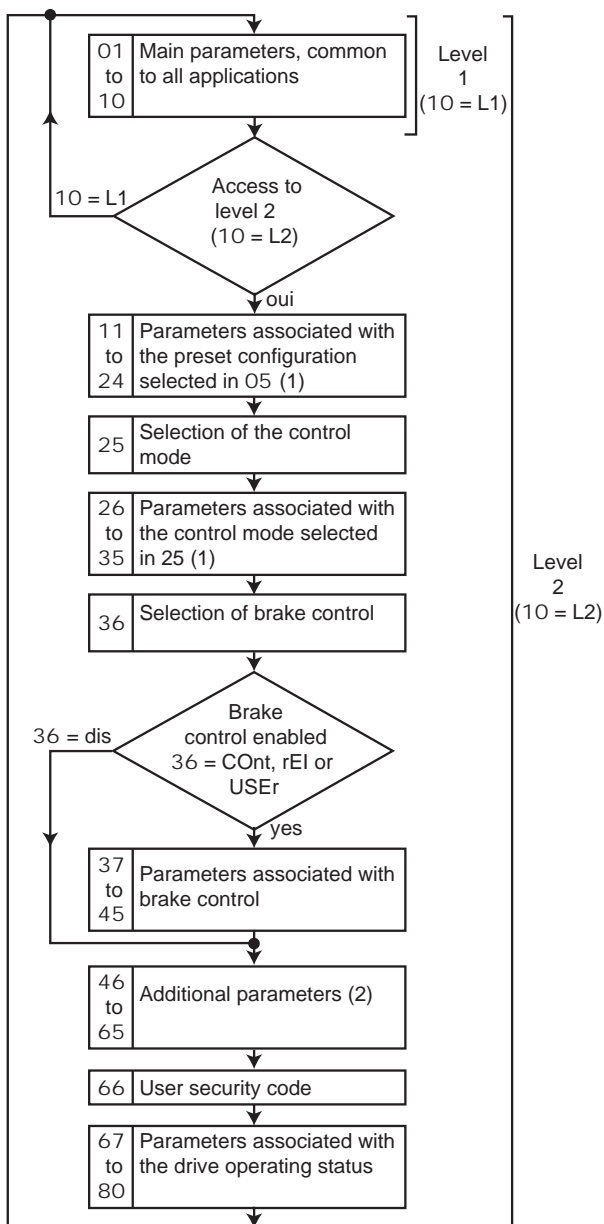 01
to
10
Main parameters, common
to all applications
Level
1
(10 = L1)
10 = L1
Access to
level 2
(10 = L2)
oui
11
to
24
Parameters associated with
the preset configuration
selected in 05 (1)
25
Selection of the control
mode
26
to
35
Parameters associated with
the control mode selected
in 25 (1)
36
Selection of brake control
Level
2
(10 = L2)
36 = dis
Brake
control enabled
36 = COnt, rEl or
USEr
yes
37
to
45
Parameters associated with
brake control
46
to
65
Additional parameters (2)
66
User security code
67
to
80
Parameters associated with
the drive operating status